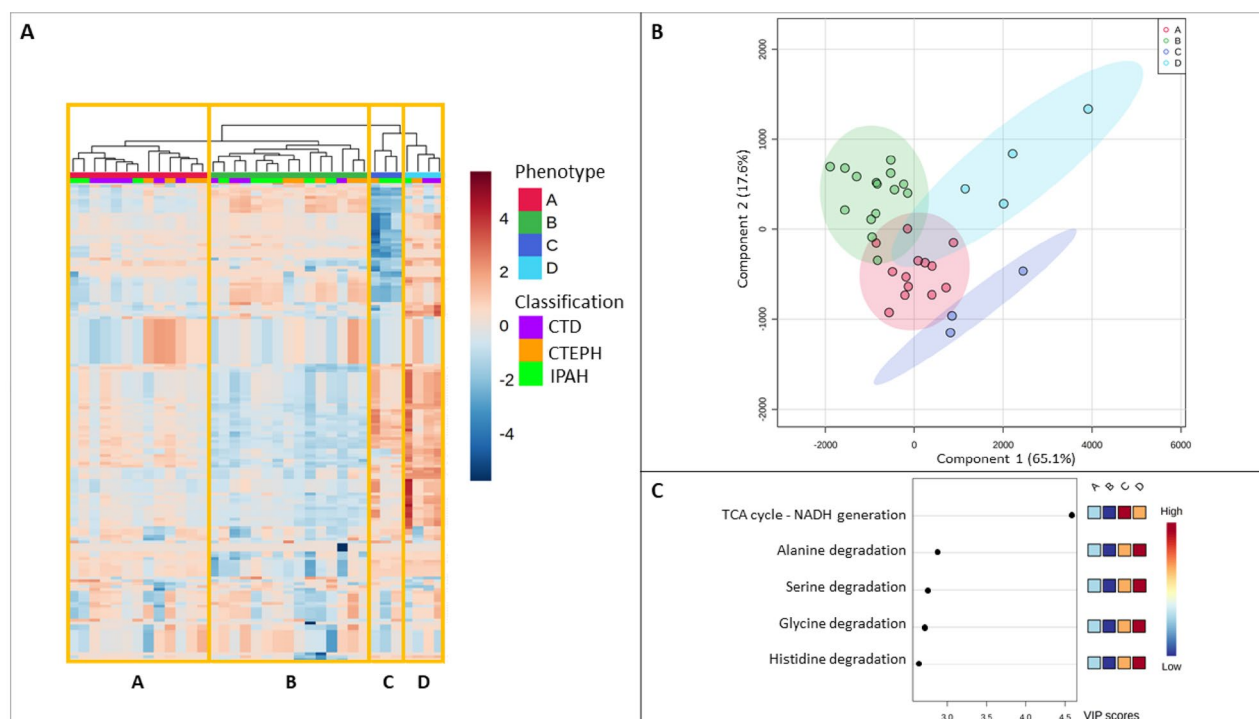 A
Phenotype
A
B
C
D
Classification
CTD
CTEPH
IPAH
4
2
0
-2
-4
A
B
C
D
B
A
B
C
D
Component 2 (17.6%)
2000
1000
0
-1000
-2000
-2000
0
2000
4000
6000
Component 1 (65.1%)
C
A B C D
TCA cycle - NADH generation
Alanine degradation
Serine degradation
Glycine degradation
Histidine degradation
High
Low
3.0
3.5
4.0
4.5
VIP scores